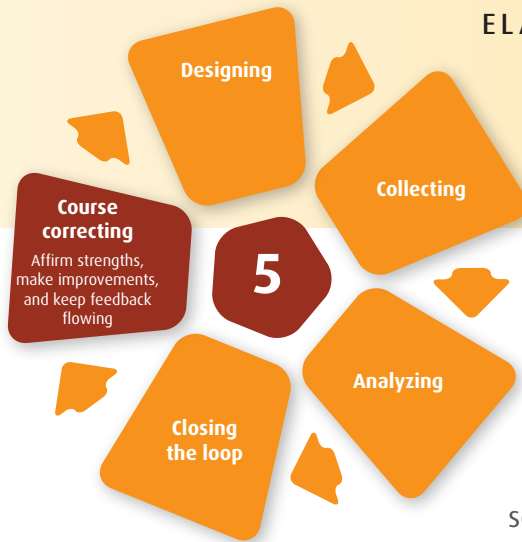 ELA
Designing
Collecting
Course
correcting
Affirm strengths,
make improvements,
and keep feedback
flowing
5
Analyzing
Closing
the loop